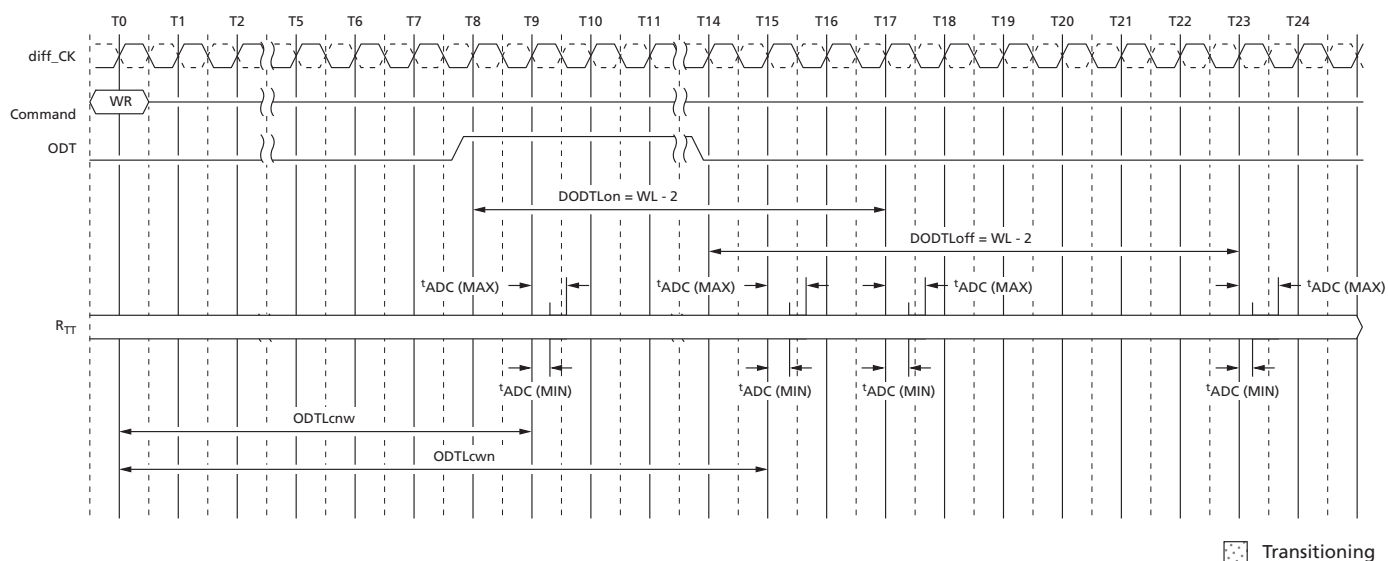 T0 T1 T2 T5 T6 T7 T8 T9 T10 T11 T14 T15 T16 T17 T18 T19 T20 T21 T22 T23 T24
diff_CK
WR
Command
ODT
DODTLon = WL - 2
DODTLoff = WL - 2
tADC (MAX) tADC (MAX) tADC (MAX) tADC (MAX)
RTT
tADC (MIN) tADC (MIN) tADC (MIN) tADC (MIN)
ODTLcnw
ODTLcwn
Transitioning